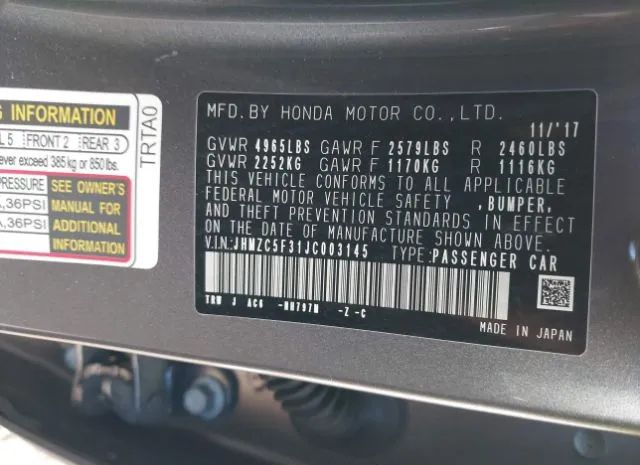 G INFORMATION
L 5 FRONT 2 REAR 3
ever exceed 385 kg or 850 lbs.
PRESSURE
SEE OWNER'S
MANUAL FOR
ADDITIONAL
INFORMATION
A,36PSI
A,36PSI
TRTA0
MFD.BY HONDA MOTOR CO.,LTD.
11/'17
GVWR 4965LBS GAWR F 2579LBS R 2460LBS
GVWR 2252KG GAWR F 1170KG R 1116KG
THIS VEHICLE CONFORMS TO ALL APPLICABLE
FEDERAL MOTOR VEHICLE SAFETY ,BUMPER,
AND THEFT PREVENTION STANDARDS IN EFFECT
ON THE DATE OF MANUFACTURE SHOWN ABOVE.
V.I.N:JHMZC5F31JC003145 TYPE:PASSENGER CAR
TRW J AC6 -NH797M -Z -C
MADE IN JAPAN